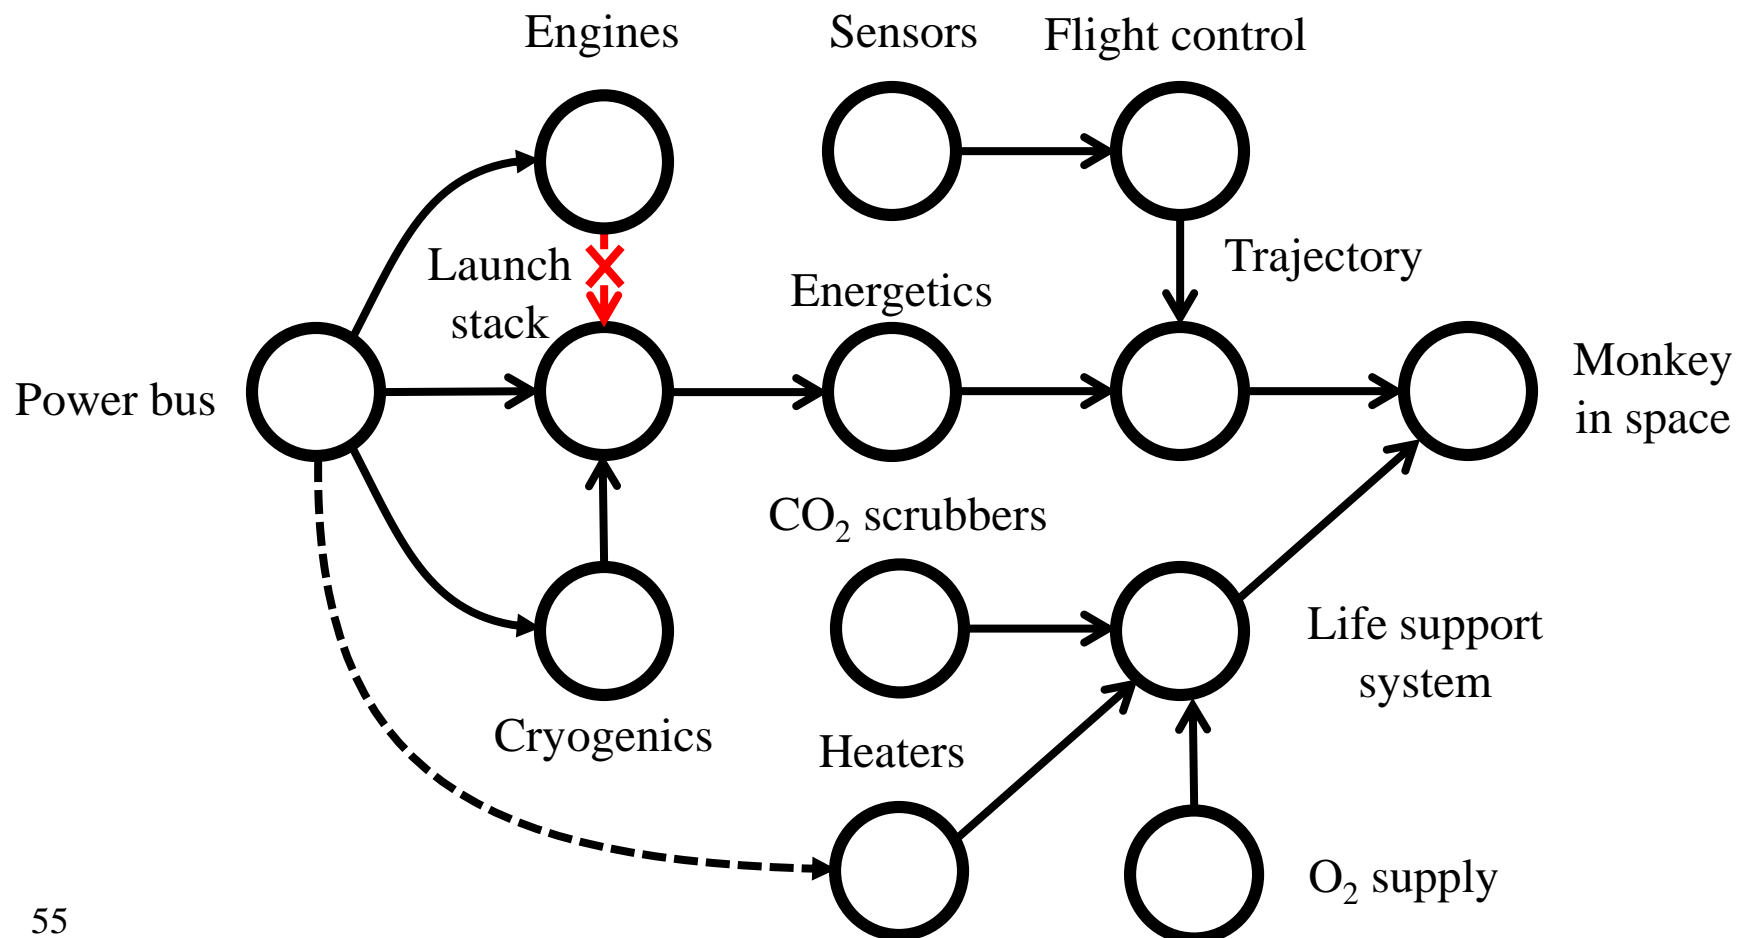 Engines
Sensors
Flight control
Launch
stack
Energetics
Trajectory
Power bus
Monkey
in space
CO₂ scrubbers
Life support
system
Cryogenics
Heaters
O₂ supply
55